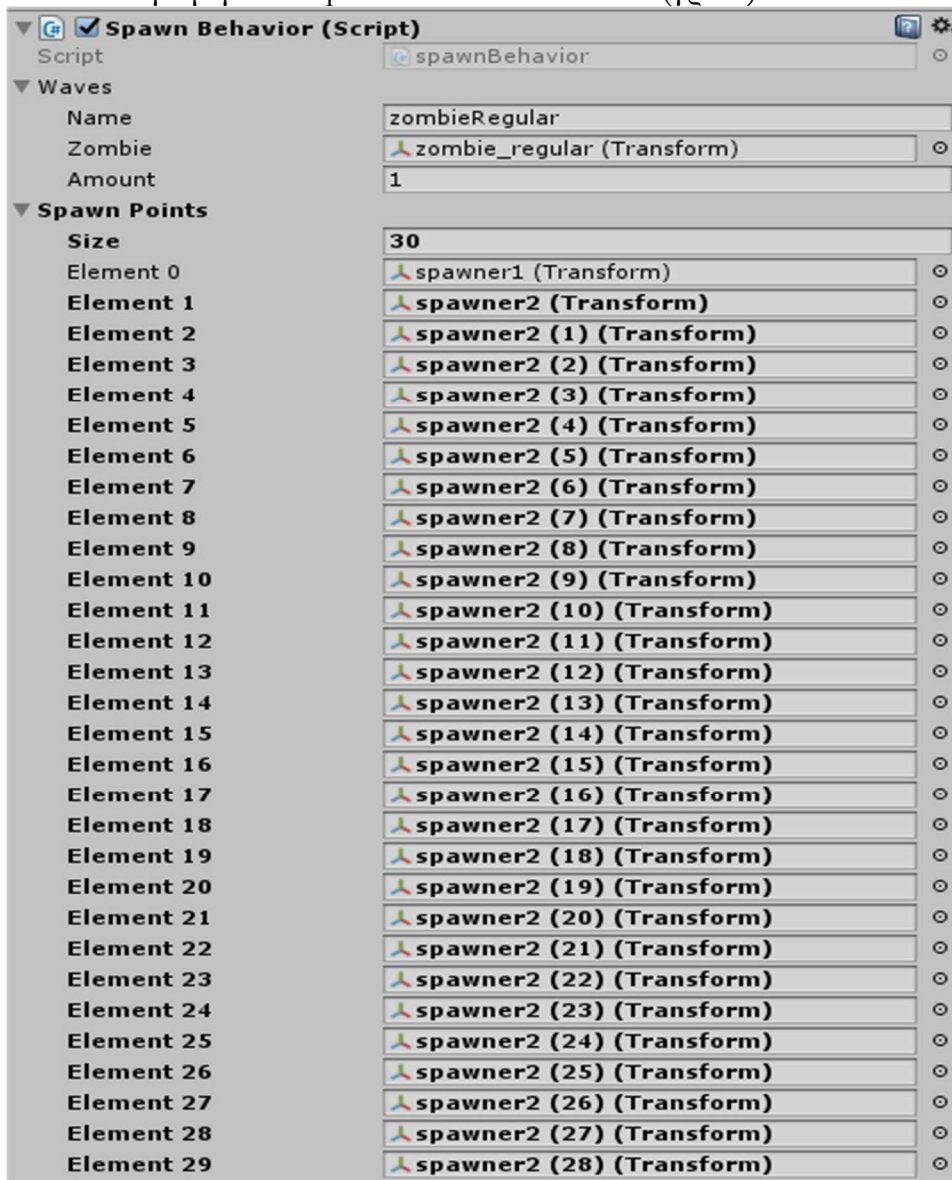 Spawn Behavior (Script)
Script spawnBehavior
Waves
Name zombieRegular
Zombie zombie_regular (Transform)
Amount 1
Spawn Points
Size 30
Element 0 spawner1 (Transform)
Element 1 spawner2 (Transform)
Element 2 spawner2 (1) (Transform)
Element 3 spawner2 (2) (Transform)
Element 4 spawner2 (3) (Transform)
Element 5 spawner2 (4) (Transform)
Element 6 spawner2 (5) (Transform)
Element 7 spawner2 (6) (Transform)
Element 8 spawner2 (7) (Transform)
Element 9 spawner2 (8) (Transform)
Element 10 spawner2 (9) (Transform)
Element 11 spawner2 (10) (Transform)
Element 12 spawner2 (11) (Transform)
Element 13 spawner2 (12) (Transform)
Element 14 spawner2 (13) (Transform)
Element 15 spawner2 (14) (Transform)
Element 16 spawner2 (15) (Transform)
Element 17 spawner2 (16) (Transform)
Element 18 spawner2 (17) (Transform)
Element 19 spawner2 (18) (Transform)
Element 20 spawner2 (19) (Transform)
Element 21 spawner2 (20) (Transform)
Element 22 spawner2 (21) (Transform)
Element 23 spawner2 (22) (Transform)
Element 24 spawner2 (23) (Transform)
Element 25 spawner2 (24) (Transform)
Element 26 spawner2 (25) (Transform)
Element 27 spawner2 (26) (Transform)
Element 28 spawner2 (27) (Transform)
Element 29 spawner2 (28) (Transform)